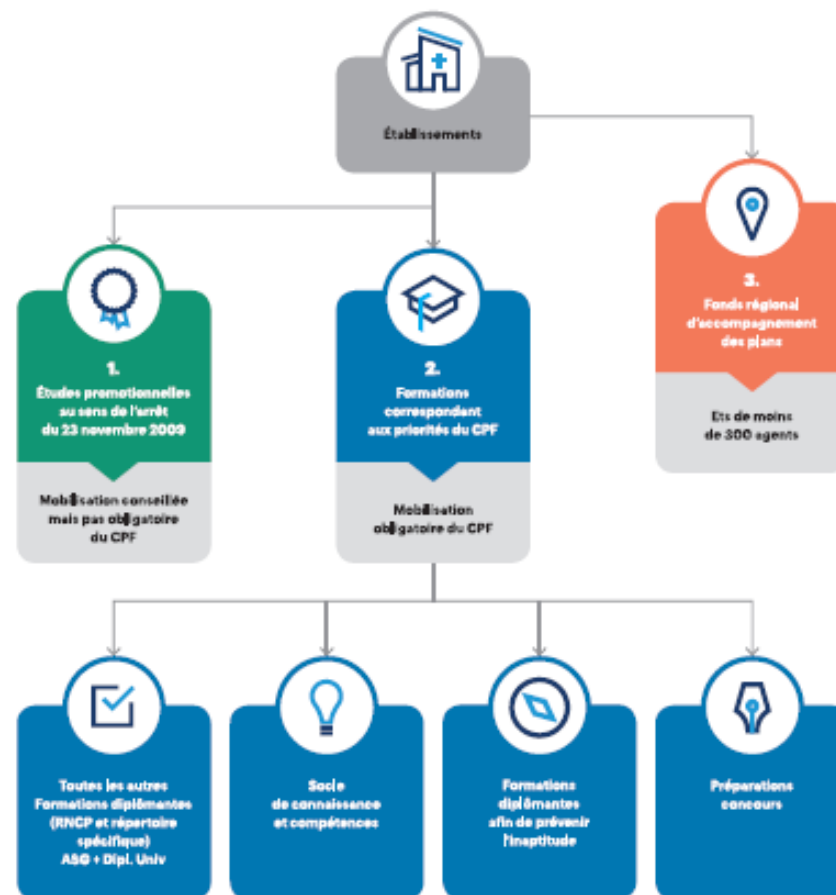 Établissements
1.
Études promotionnelles
au sens de l'arrêt
du 23 novembre 2009
Mobilisation conseillée
mais pas obligatoire
du CPF
2.
Formations
correspondant
aux priorités du CPF
Mobilisation
obligatoire du CPF
3.
Fonds régional
d'accompagnement
des plans
Ets de moins
de 300 agents
Toutes les autres
Formations diplômantes
(RNCP et répertoire
spécifique)
ASG + Dipl. Univ
Socle
de connaissance
et compétences
Formations
diplômantes
afin de prévenir
l'inaptitude
Préparations
concours